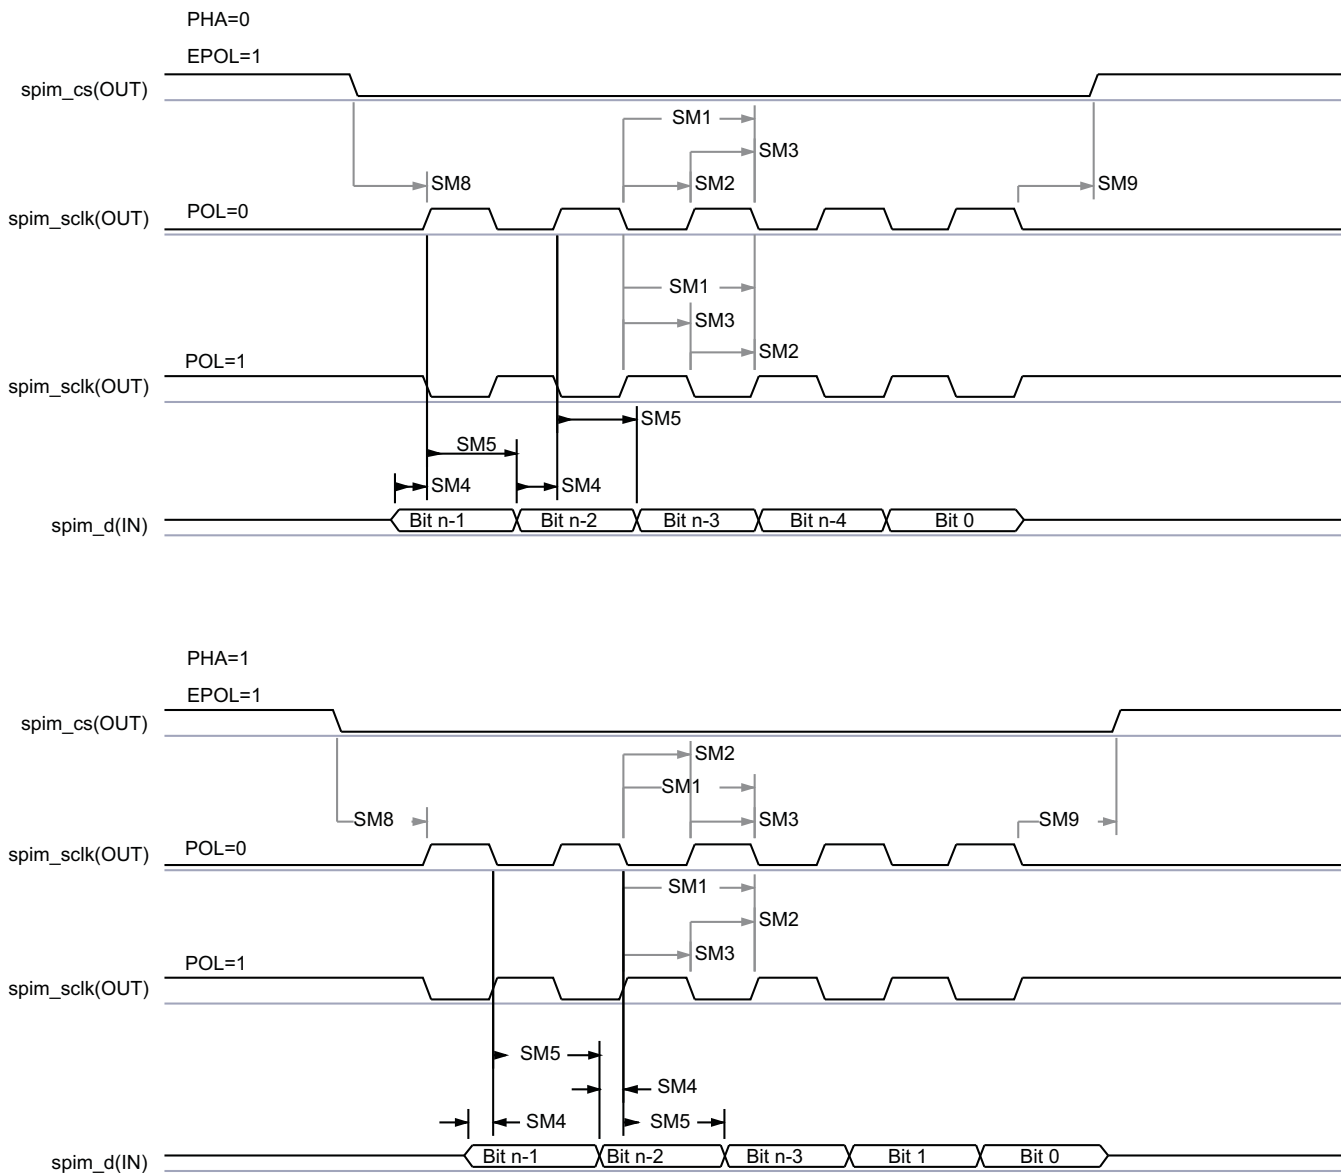 PHA=0
EPOL=1
spim_cs(OUT)
SM1
SM3
SM8
SM2
SM9
POL=0
spim_sclk(OUT)
SM1
SM3
SM2
POL=1
spim_sclk(OUT)
SM5
SM5
SM4
SM4
spim_d(IN)
Bit n-1
Bit n-2
Bit n-3
Bit n-4
Bit 0
PHA=1
EPOL=1
spim_cs(OUT)
SM2
SM1
SM8
SM3
SM9
POL=0
spim_sclk(OUT)
SM1
SM2
SM3
POL=1
spim_sclk(OUT)
SM5
SM4
SM4
SM5
spim_d(IN)
Bit n-1
Bit n-2
Bit n-3
Bit 1
Bit 0